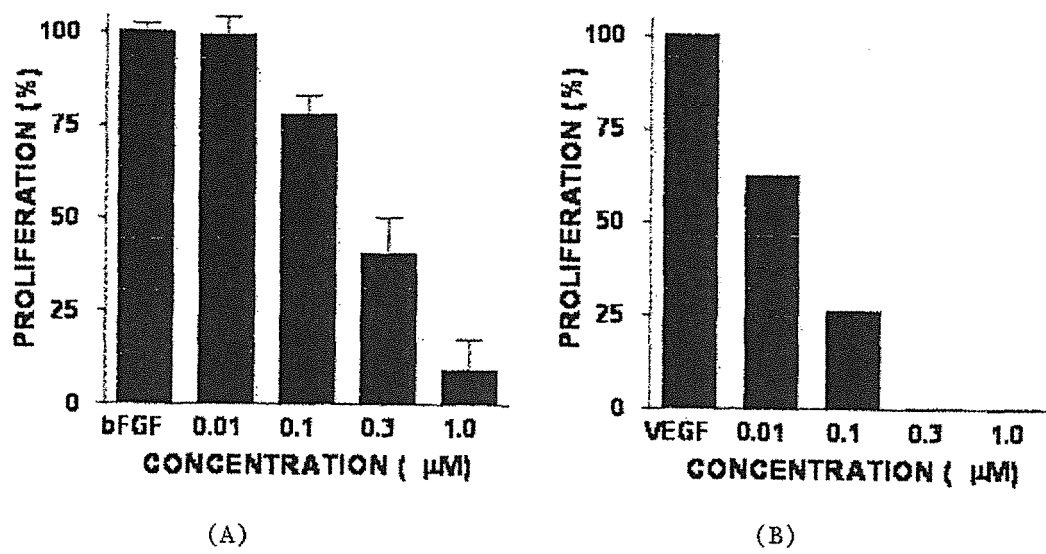 PROLIFERATION (%)
100
75
50
25
0
bFGF 0.01 0.1 0.3 1.0
CONCENTRATION ( μM)
(A)
PROLIFERATION (%)
100
75
50
25
0
VEGF 0.01 0.1 0.3 1.0
CONCENTRATION ( μM)
(B)